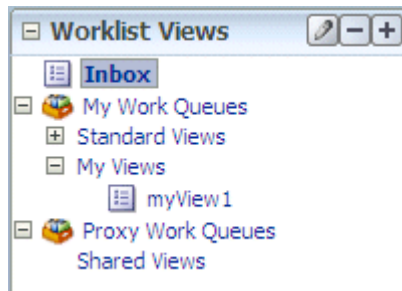 Worklist Views
Inbox
My Work Queues
Standard Views
My Views
myView1
Proxy Work Queues
Shared Views